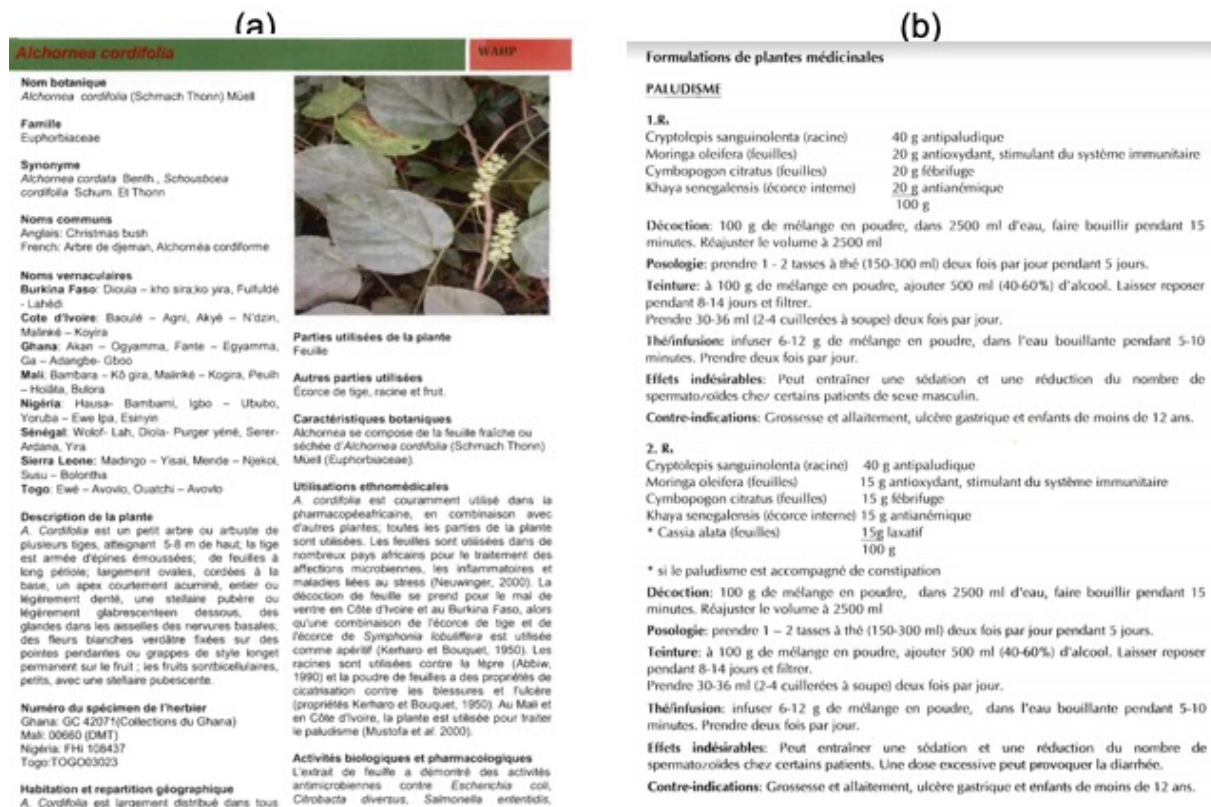 (a)
Alchornea cordifolia
WAHP
Nom botanique
Alchornea cordifolia (Schmach Thonn) Müell
Famille
Euphorbiaceae
Synonyme
Alchornea cordata Benth., Schousboea
cordifolia Schum. Et Thonn
Noms communs
Anglais: Christmas bush
French: Arbre de djeman, Alchornéa cordiforme
Noms vernaculaires
Burkina Faso: Dioula – kho sira;ko yira, Fulfuldé
- Lahédi
Cote d'Ivoire: Baoulé – Agni, Akyé – N'dzin,
Malinké – Koyira
Ghana: Akan – Ogyamma, Fante – Egyamma,
Ga – Adangbe- Gboo
Mali: Bambara – Kô gira, Malinké – Kogira, Peulh
– Holâta, Bulora
Nigéria: Hausa- Bambami, Igbo – Ububo,
Yoruba – Ewe Ipa, Esinyin
Sénégal: Wolof- Lah, Diola- Purger yéné, Serer-
Ardana, Yira
Sierra Leone: Madingo – Yisai, Mende – Njekoi,
Susu – Bolontha
Togo: Ewé – Avovlo, Ouatchi – Avovlo
Description de la plante
A. Cordifolia est un petit arbre ou arbuste de
plusieurs tiges, atteignant 5-8 m de haut; la tige
est armée d'épines émoussées; de feuilles à
long pétiole; largement ovales, cordées à la
base, un apex courtement acuminé, entier ou
légèrement denté, une stellaire pubère ou
légèrement glabrescenteen dessous, des
glandes dans les aisselles des nervures basales;
des fleurs blanches verdâtre fixées sur des
pointes pendantes ou grappes de style longet
permanent sur le fruit ; les fruits sontbicellulaires,
petits, avec une stellaire pubescente.
Numéro du spécimen de l'herbier
Ghana: GC 42071(Collections du Ghana)
Mali: 00660 (DMT)
Nigéria: FHi 108437
Togo:TOGO03023
Habitation et repartition géographique
A. Cordifolia est largement distribué dans tous
Parties utilisées de la plante
Feuille
Autres parties utilisées
Écorce de tige, racine et fruit.
Caractéristiques botaniques
Alchornea se compose de la feuille fraîche ou
séchée d'Alchornea cordifolia (Schmach Thonn)
Müell (Euphorbiaceae).
Utilisations ethnomédicales
A. cordifolia est couramment utilisé dans la
pharmacopéeafricaine, en combinaison avec
d'autres plantes; toutes les parties de la plante
sont utilisées. Les feuilles sont utilisées dans de
nombreux pays africains pour le traitement des
affections microbiennes, les inflammatoires et
maladies liées au stress (Neuwinger, 2000). La
décoction de feuille se prend pour le mal de
ventre en Côte d'Ivoire et au Burkina Faso, alors
qu'une combinaison de l'écorce de tige et de
l'écorce de Symphonia lobuliffera est utilisée
comme apéritif (Kerharo et Bouquet, 1950). Les
racines sont utilisées contre la lèpre (Abbiw,
1990) et la poudre de feuilles a des propriétés de
cicatrisation contre les blessures et l'ulcère
(propriétés Kerharo et Bouquet, 1950). Au Mali et
en Côte d'Ivoire, la plante est utilisée pour traiter
le paludisme (Mustofa et al. 2000).
Activités biologiques et pharmacologiques
L'extrait de feuille a démontré des activités
antimicrobiennes contre Escherichia coli,
Citrobacta diversus, Salmonella enteritidis,
(b)
Formulations de plantes médicinales
PALUDISME
1.R.
Cryptolepis sanguinolenta (racine) 40 g antipaludique
Moringa oleifera (feuilles) 20 g antioxydant, stimulant du système immunitaire
Cymbopogon citratus (feuilles) 20 g fébrifuge
Khaya senegalensis (écorce interne) 20 g antianémique
100 g
Décoction: 100 g de mélange en poudre, dans 2500 ml d'eau, faire bouillir pendant 15
minutes. Réajuster le volume à 2500 ml
Posologie: prendre 1 - 2 tasses à thé (150-300 ml) deux fois par jour pendant 5 jours.
Teinture: à 100 g de mélange en poudre, ajouter 500 ml (40-60%) d'alcool. Laisser reposer
pendant 8-14 jours et filtrer.
Prendre 30-36 ml (2-4 cuillerées à soupe) deux fois par jour.
Thé/infusion: infuser 6-12 g de mélange en poudre, dans l'eau bouillante pendant 5-10
minutes. Prendre deux fois par jour.
Effets indésirables: Peut entraîner une sédation et une réduction du nombre de
spermatozoïdes chez certains patients de sexe masculin.
Contre-indications: Grossesse et allaitement, ulcère gastrique et enfants de moins de 12 ans.
2. R.
Cryptolepis sanguinolenta (racine) 40 g antipaludique
Moringa oleifera (feuilles) 15 g antioxydant, stimulant du système immunitaire
Cymbopogon citratus (feuilles) 15 g fébrifuge
Khaya senegalensis (écorce interne) 15 g antianémique
* Cassia alata (feuilles) 15g laxatif
100 g
* si le paludisme est accompagné de constipation
Décoction: 100 g de mélange en poudre, dans 2500 ml d'eau, faire bouillir pendant 15
minutes. Réajuster le volume à 2500 ml
Posologie: prendre 1 – 2 tasses à thé (150-300 ml) deux fois par jour pendant 5 jours.
Teinture: à 100 g de mélange en poudre, ajouter 500 ml (40-60%) d'alcool. Laisser reposer
pendant 8-14 jours et filtrer.
Prendre 30-36 ml (2-4 cuillerées à soupe) deux fois par jour.
Thé/infusion: infuser 6-12 g de mélange en poudre, dans l'eau bouillante pendant 5-10
minutes. Prendre deux fois par jour.
Effets indésirables: Peut entraîner une sédation et une réduction du nombre de
spermatozoïdes chez certains patients. Une dose excessive peut provoquer la diarrhée.
Contre-indications: Grossesse et allaitement, ulcère gastrique et enfants de moins de 12 ans.